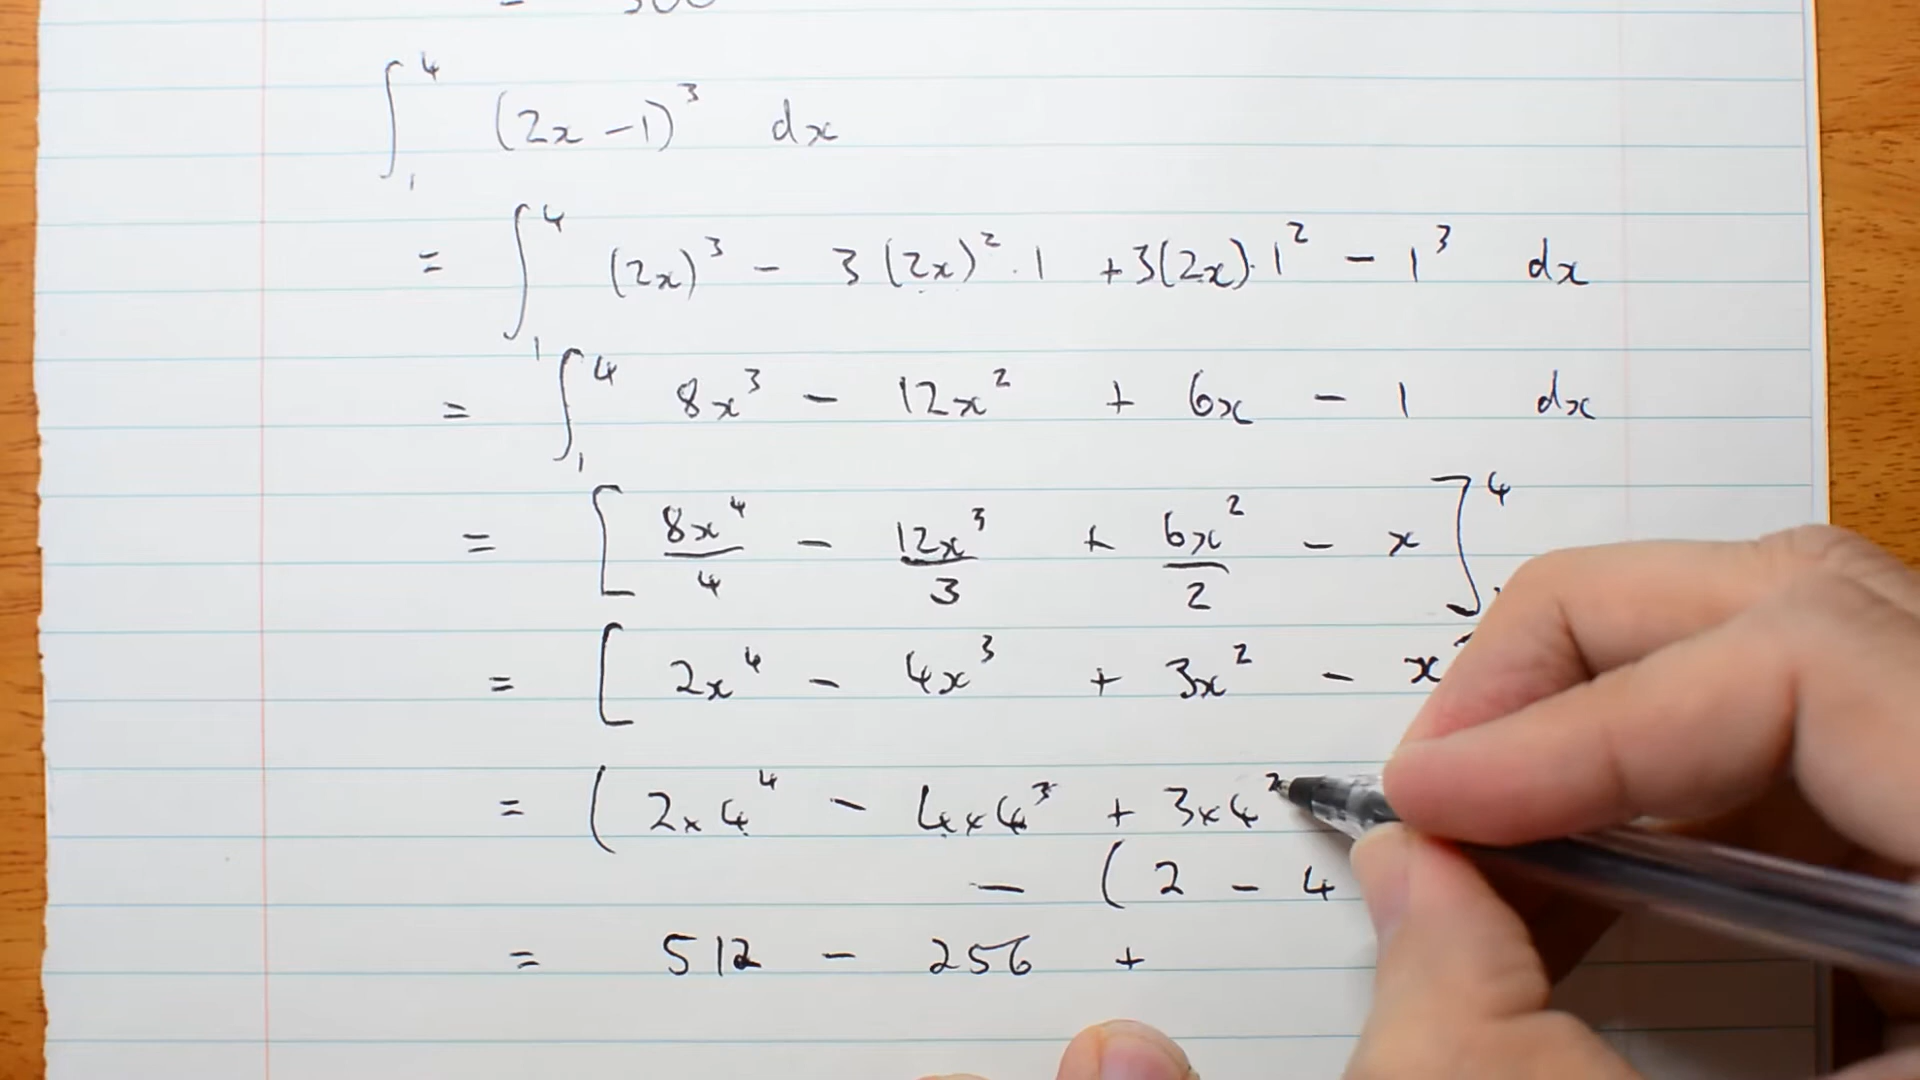 = 300
∫₁⁴ (2x – 1)³ dx
= ∫₁⁴ (2x)³ – 3(2x)².1 + 3(2x).1² – 1³ dx
= ∫₁⁴ 8x³ – 12x² + 6x – 1 dx
= [ 8x⁴/4 – 12x³/3 + 6x²/2 – x ]⁴
= [ 2x⁴ – 4x³ + 3x² – x
= ( 2×4⁴ – 4×4³ + 3×4²
– ( 2 – 4
= 512 – 256 +